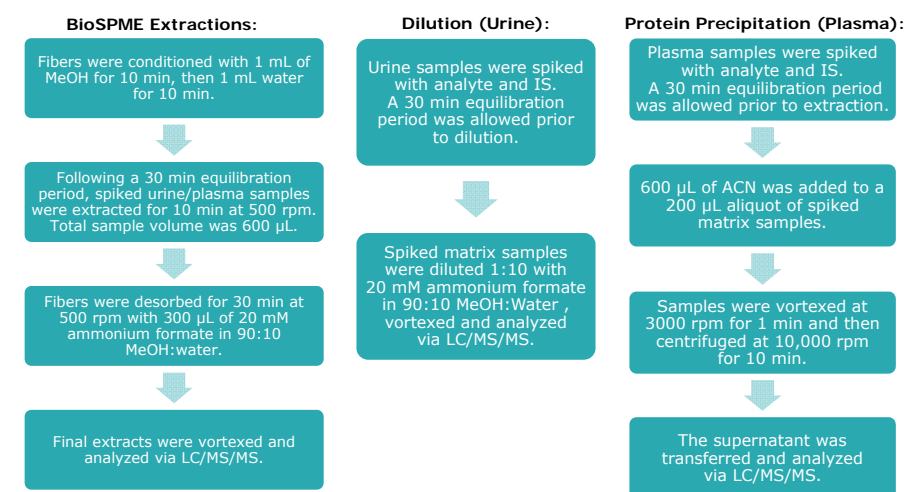 BioSPME Extractions:
Fibers were conditioned with 1 mL of
MeOH for 10 min, then 1 mL water
for 10 min.
Following a 30 min equilibration
period, spiked urine/plasma samples
were extracted for 10 min at 500 rpm.
Total sample volume was 600 µL.
Fibers were desorbed for 30 min at
500 rpm with 300 µL of 20 mM
ammonium formate in 90:10
MeOH:water.
Final extracts were vortexed and
analyzed via LC/MS/MS.
Dilution (Urine):
Urine samples were spiked
with analyte and IS.
A 30 min equilibration
period was allowed prior
to dilution.
Spiked matrix samples
were diluted 1:10 with
20 mM ammonium formate
in 90:10 MeOH:Water ,
vortexed and analyzed
via LC/MS/MS.
Protein Precipitation (Plasma):
Plasma samples were spiked
with analyte and IS.
A 30 min equilibration period
was allowed prior to extraction.
600 µL of ACN was added to a
200 µL aliquot of spiked
matrix samples.
Samples were vortexed at
3000 rpm for 1 min and then
centrifuged at 10,000 rpm
for 10 min.
The supernatant was
transferred and analyzed
via LC/MS/MS.